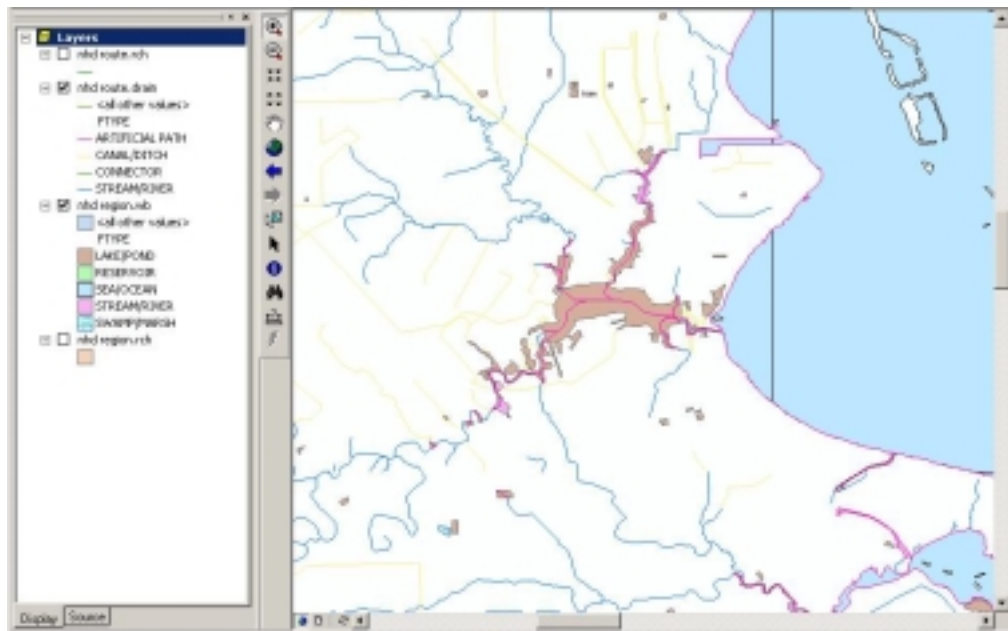 Layers
nhd route.rch
nhd route.drain
<all other values>
FTYPE
ARTIFICIAL PATH
CANAL/DITCH
CONNECTOR
STREAM/RIVER
nhd region.wb
<all other values>
FTYPE
LAKE/POND
RESERVOIR
SEA/OCEAN
STREAM/RIVER
SWAMP/MARSH
nhd region.rch
Display
Source